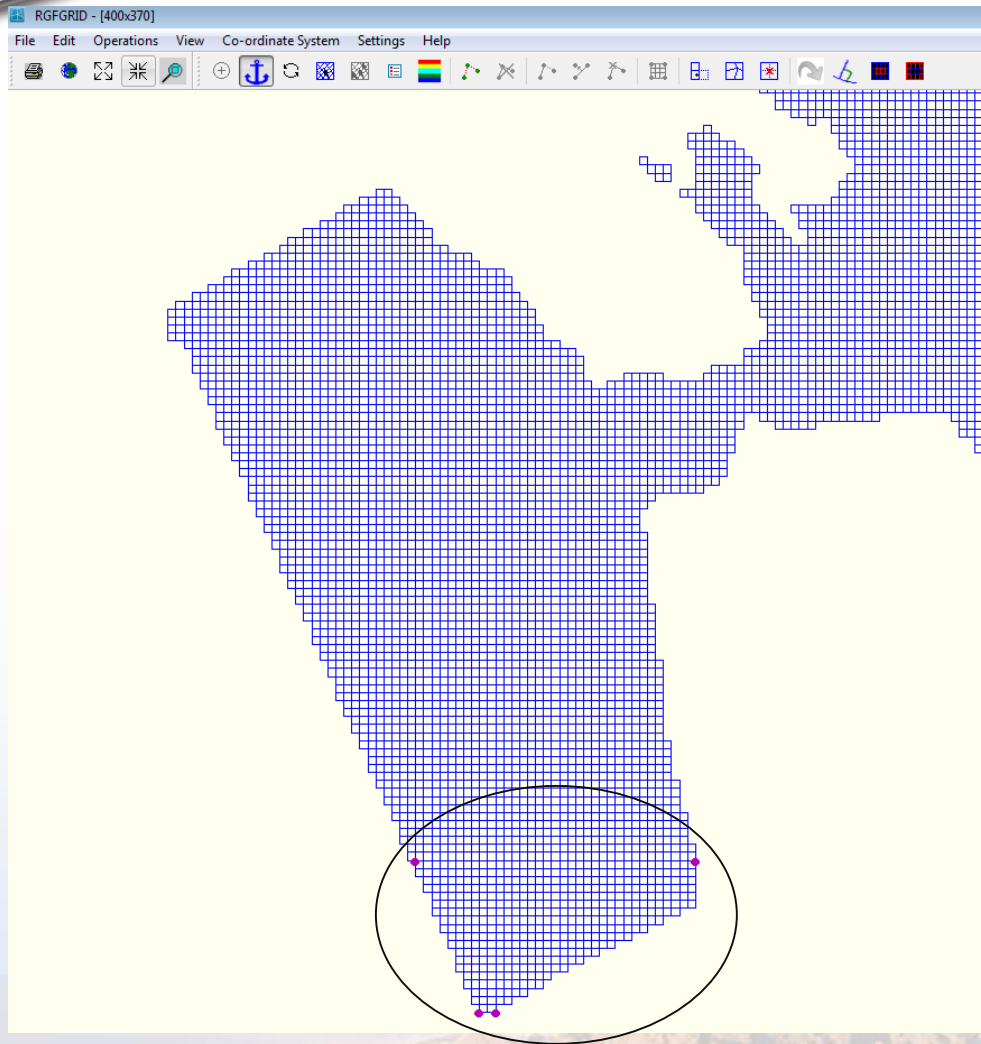 RGFGRID - [400x370]
File Edit Operations View Co-ordinate System Settings Help